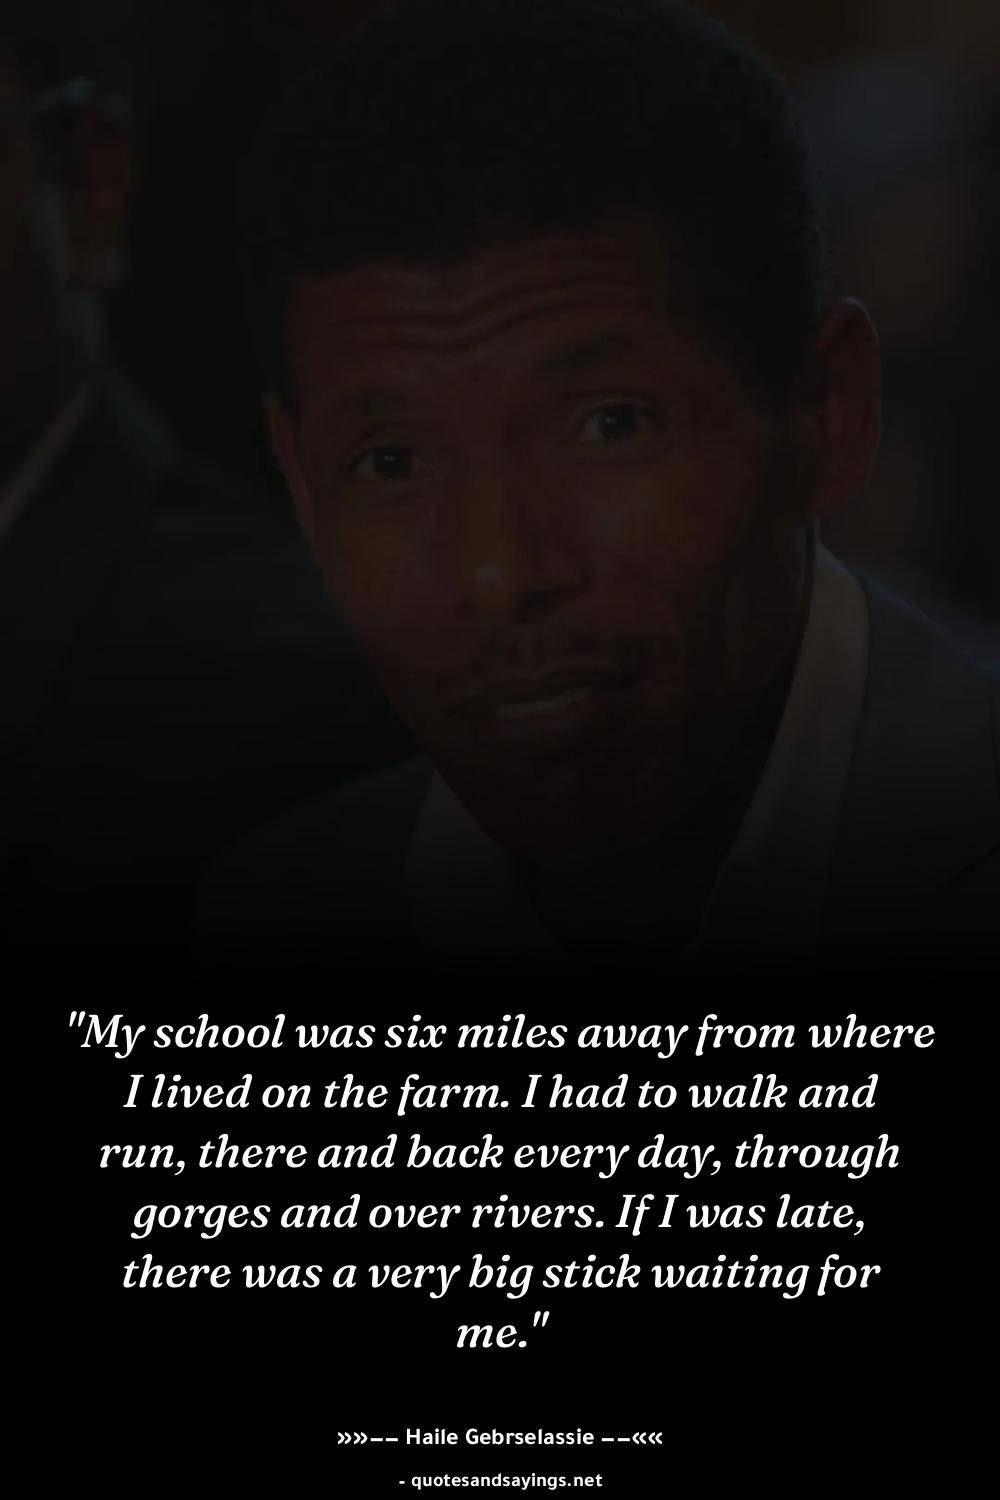 "My school was six miles away from where
I lived on the farm. I had to walk and
run, there and back every day, through
gorges and over rivers. If I was late,
there was a very big stick waiting for
me."
»»−− Haile Gebrselassie −−««
- quotesandsayings.net